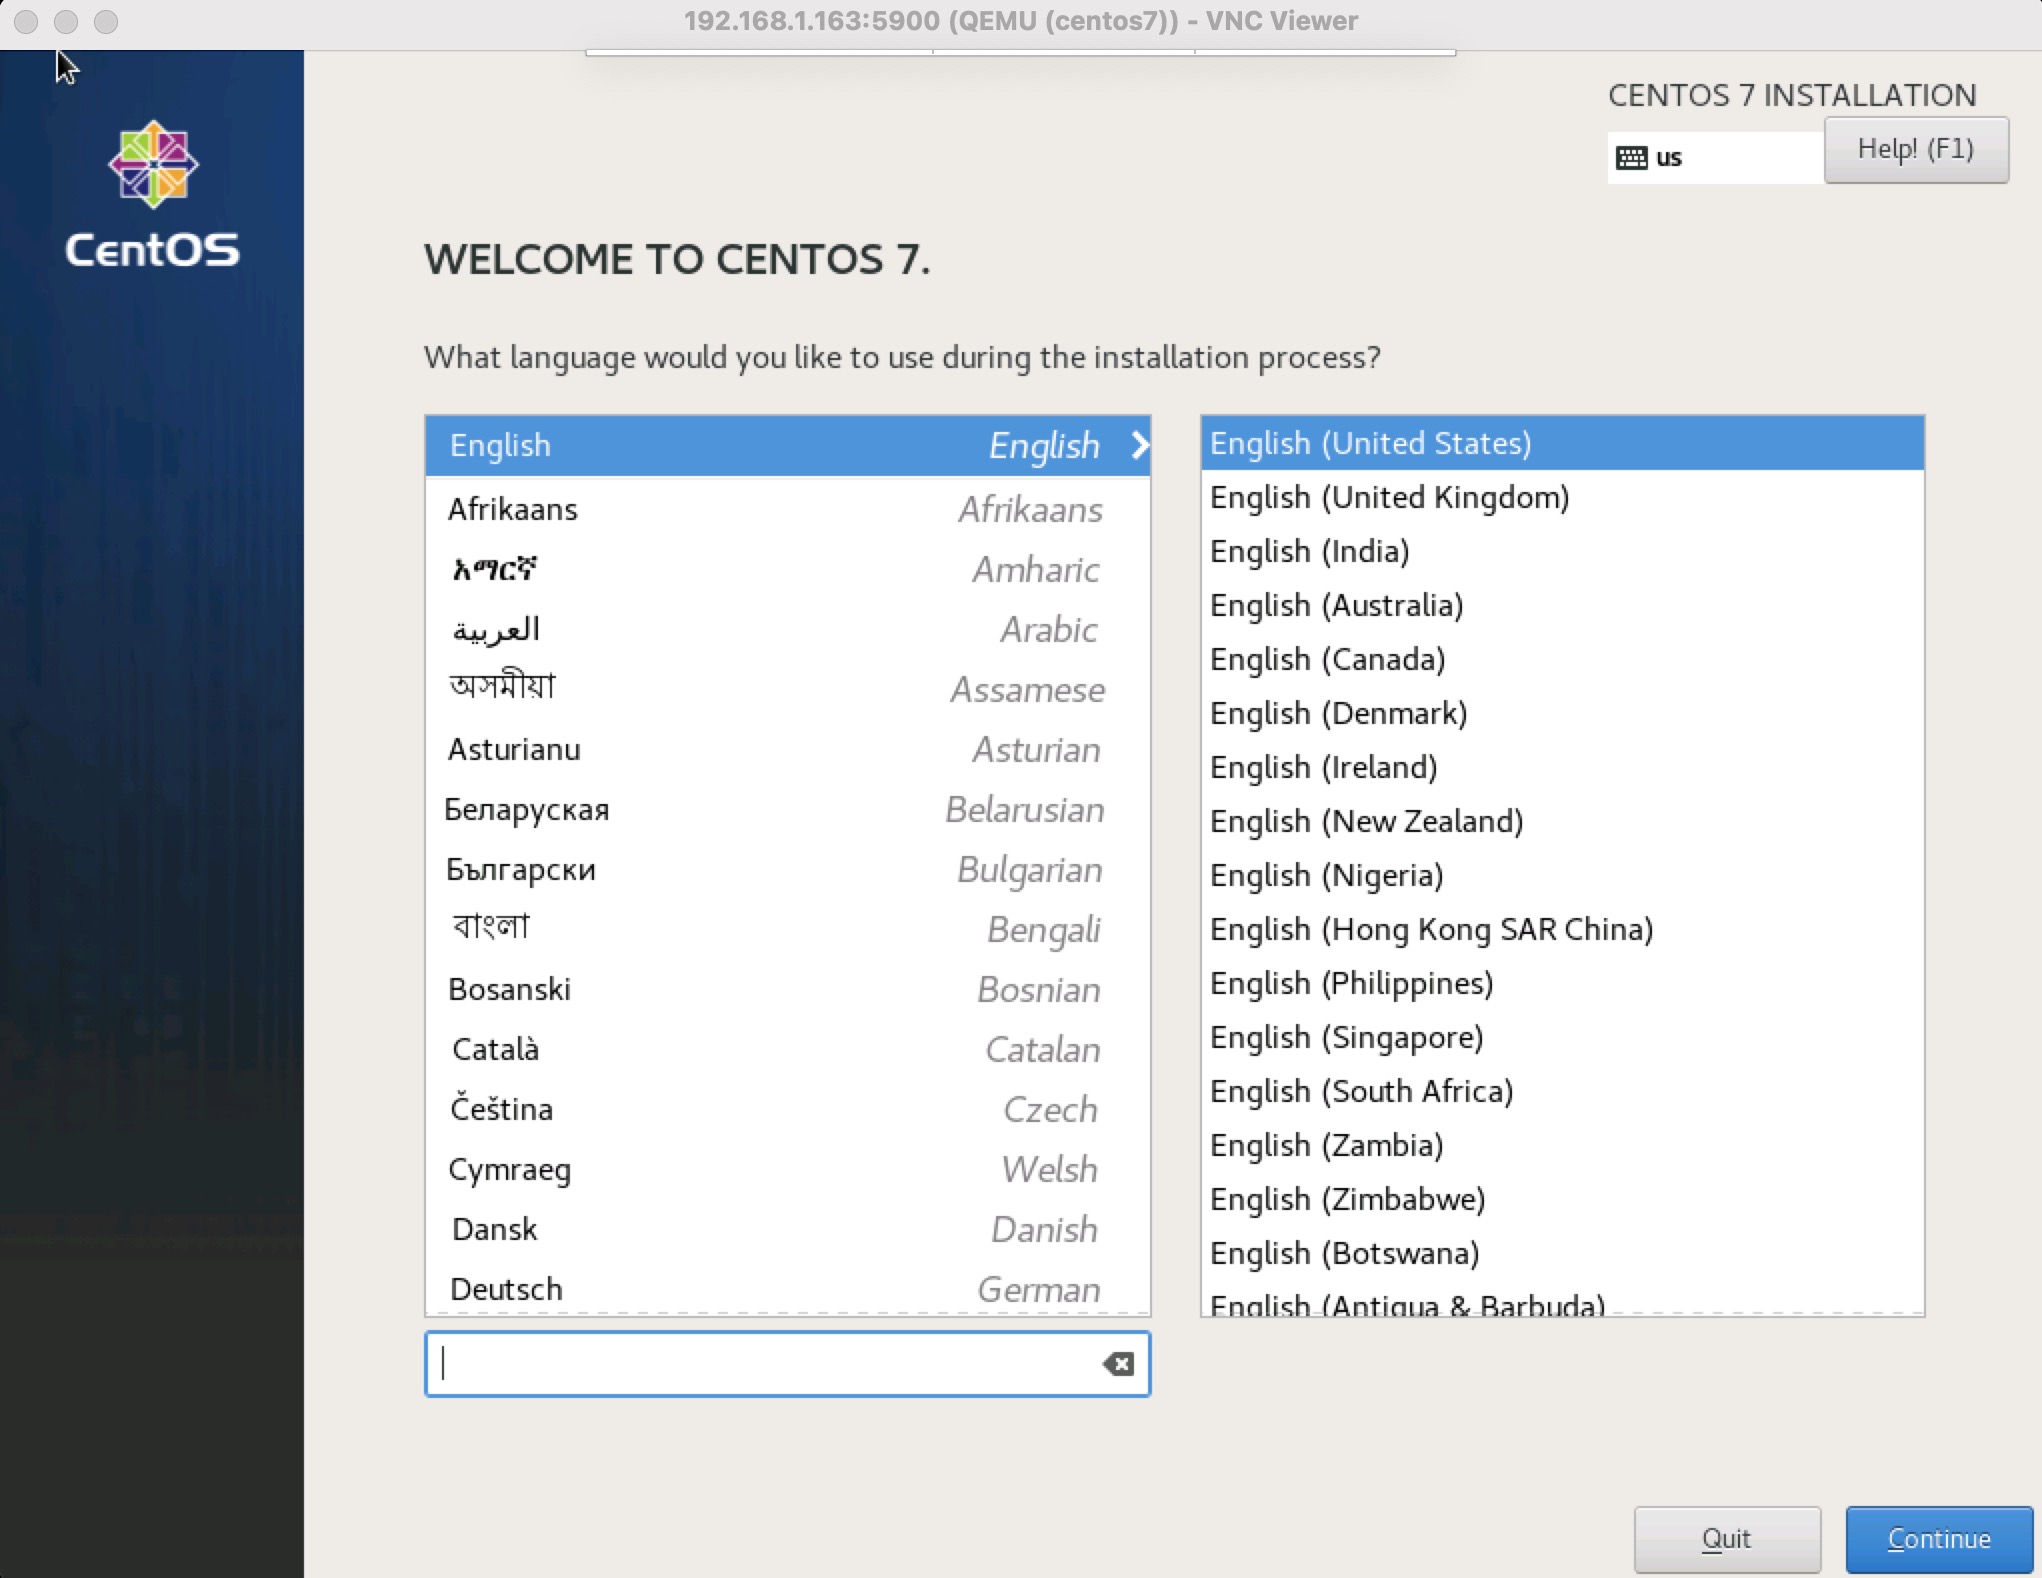 192.168.1.163:5900 (QEMU (centos7)) - VNC Viewer
CentOS
CENTOS 7 INSTALLATION
us
Help! (F1)
WELCOME TO CENTOS 7.
What language would you like to use during the installation process?
English English
Afrikaans Afrikaans
አማርኛ Amharic
العربية Arabic
অসমীয়া Assamese
Asturianu Asturian
Беларуская Belarusian
Български Bulgarian
বাংলা Bengali
Bosanski Bosnian
Català Catalan
Čeština Czech
Cymraeg Welsh
Dansk Danish
Deutsch German
English (United States)
English (United Kingdom)
English (India)
English (Australia)
English (Canada)
English (Denmark)
English (Ireland)
English (New Zealand)
English (Nigeria)
English (Hong Kong SAR China)
English (Philippines)
English (Singapore)
English (South Africa)
English (Zambia)
English (Zimbabwe)
English (Botswana)
English (Antigua & Barbuda)
Quit
Continue